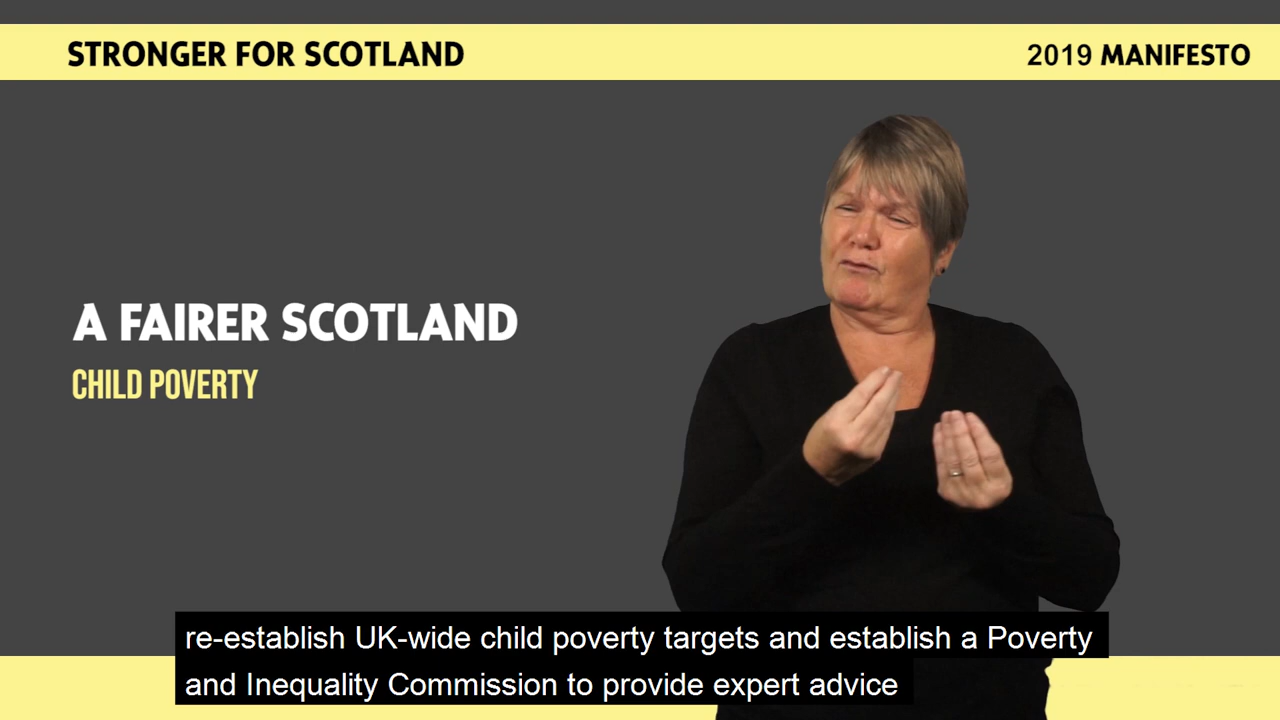 STRONGER FOR SCOTLAND
2019 MANIFESTO
A FAIRER SCOTLAND
CHILD POVERTY
re-establish UK-wide child poverty targets and establish a Poverty
and Inequality Commission to provide expert advice